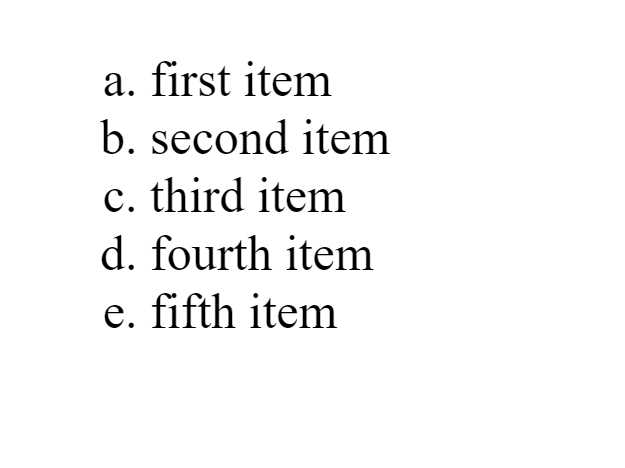 a. first item
b. second item
c. third item
d. fourth item
e. fifth item